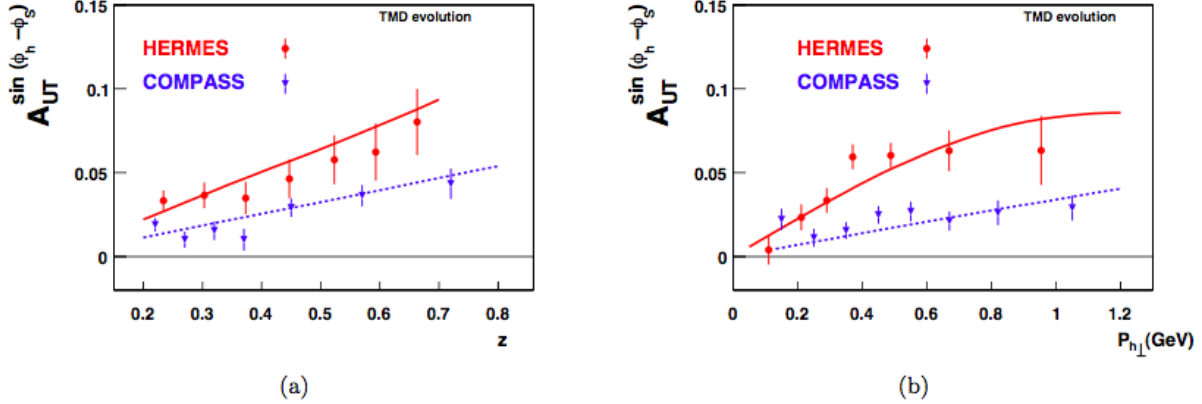 0.15
TMD evolution
HERMES
COMPASS
0.1
0.05
0
A_UT^sin (ϕ_h −ϕ_S)
0.2 0.3 0.4 0.5 0.6 0.7 0.8
z
(a)
0.15
TMD evolution
HERMES
COMPASS
0.1
0.05
0
A_UT^sin (ϕ_h −ϕ_S)
0 0.2 0.4 0.6 0.8 1 1.2
P_h⊥(GeV)
(b)